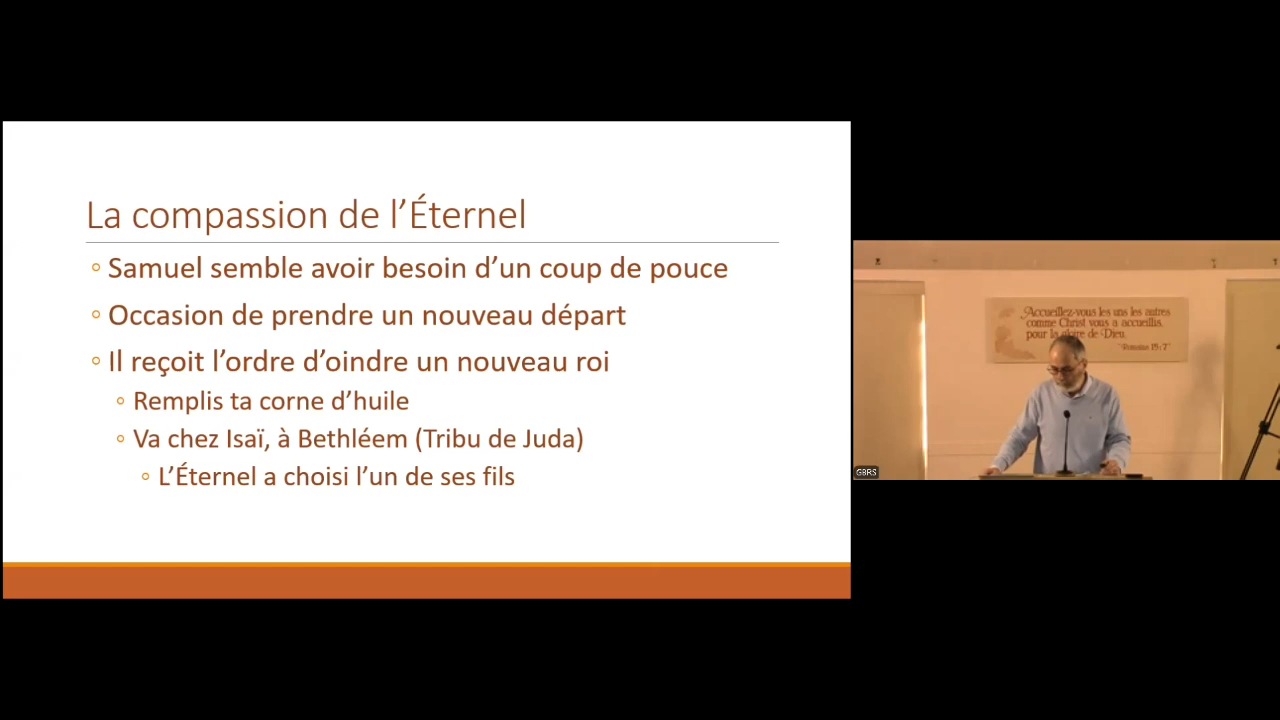 La compassion de l’Éternel
Samuel semble avoir besoin d’un coup de pouce
Occasion de prendre un nouveau départ
Il reçoit l’ordre d’oindre un nouveau roi
Remplis ta corne d’huile
Va chez Isaï, à Bethléem (Tribu de Juda)
L’Éternel a choisi l’un de ses fils
Accueillez-vous les uns les autres
comme Christ vous a accueillis,
pour la gloire de Dieu.
Romains 15:7
GBRS